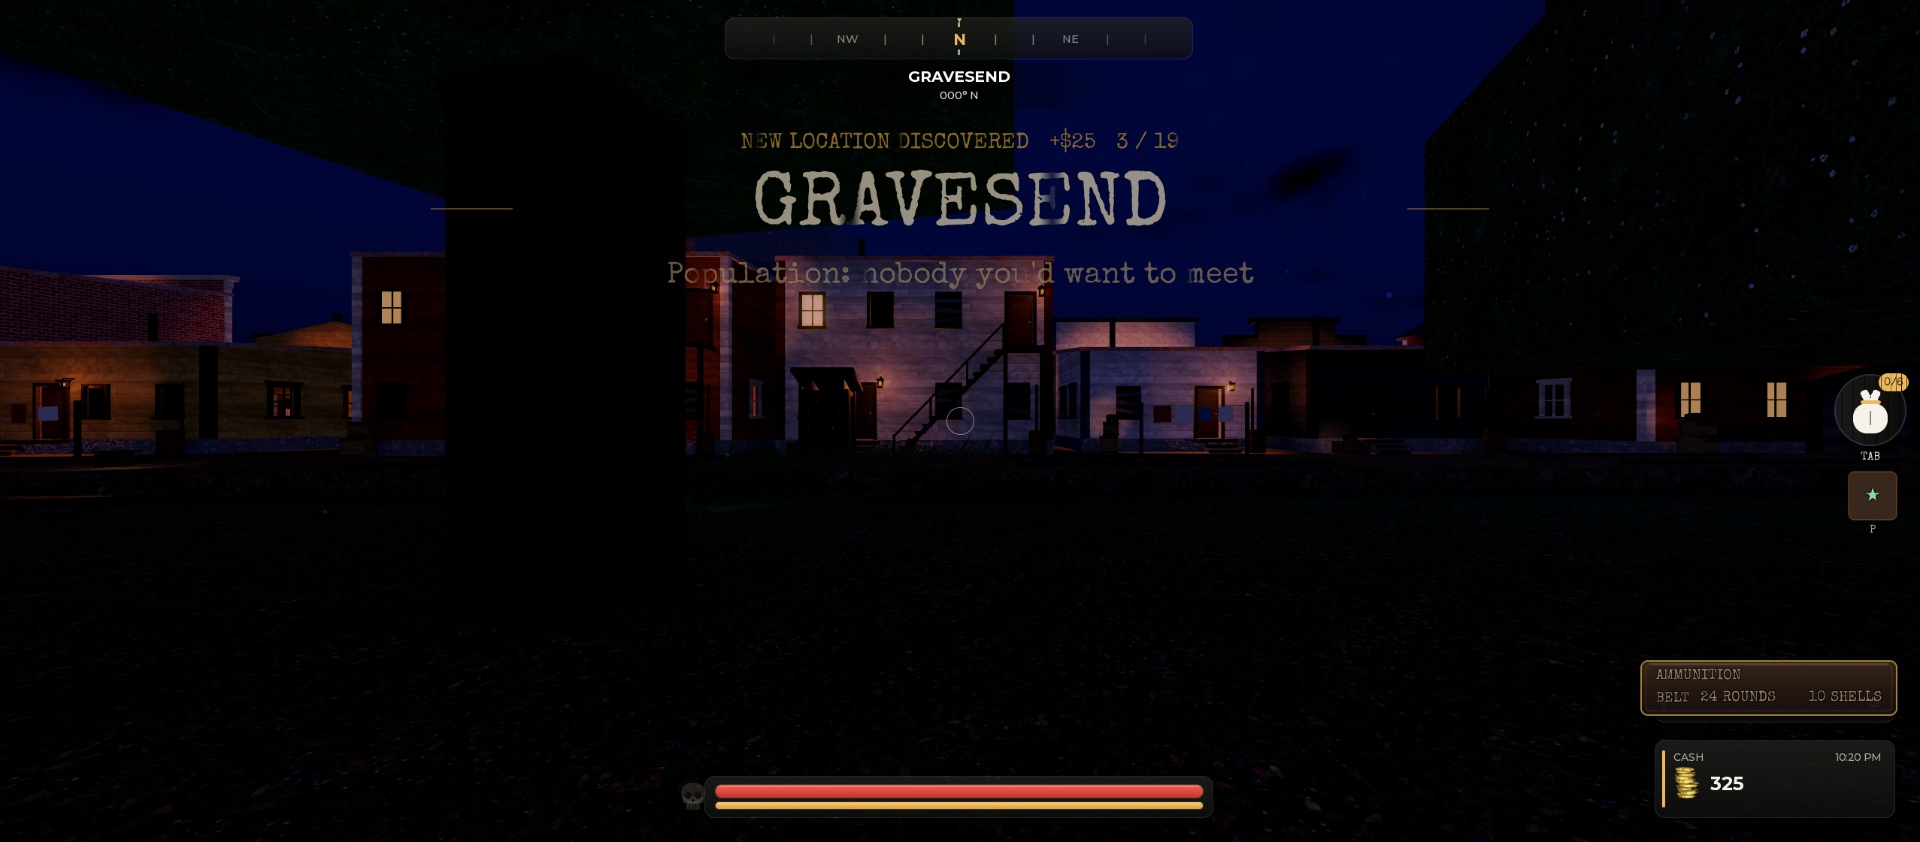 NW N NE
GRAVESEND
000° N
NEW LOCATION DISCOVERED +$25 3 / 19
GRAVESEND
Population: nobody you'd want to meet
0/6
TAB
P
AMMUNITION
BELT 24 ROUNDS 10 SHELLS
CASH 10:20 PM
325